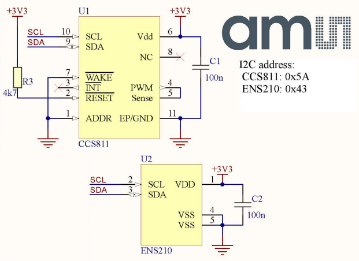 +3V3
U1
+3V3
amu
SCL 10 SCL Vdd 6
SDA 9 SDA
NC 8
C1
100n
R3
4k7
7 WAKE
3 INT PWM 4
2 RESET Sense 5
1 ADDR EP/GND 11
CCS811
I2C address:
CCS811: 0x5A
ENS210: 0x43
U2
+3V3
SCL 2 SCL VDD 1
SDA 3 SDA
C2
100n
VSS 4
VSS 5
ENS210